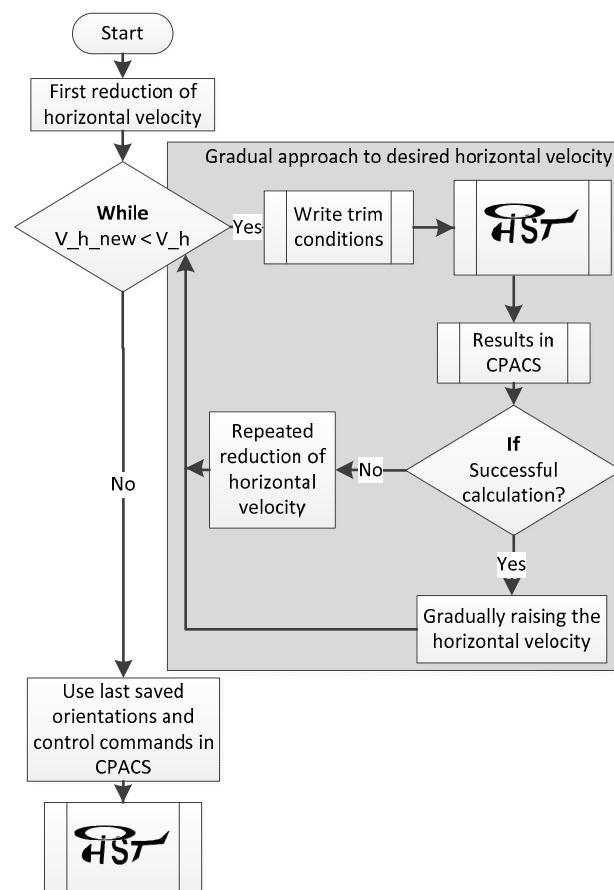 Start
First reduction of
horizontal velocity
Gradual approach to desired horizontal velocity
While
V_h_new < V_h
Yes
Write trim
conditions
HST
Results in
CPACS
If
Successful
calculation?
No
Repeated
reduction of
horizontal
velocity
Yes
Gradually raising the
horizontal velocity
No
Use last saved
orientations and
control commands in
CPACS
HST